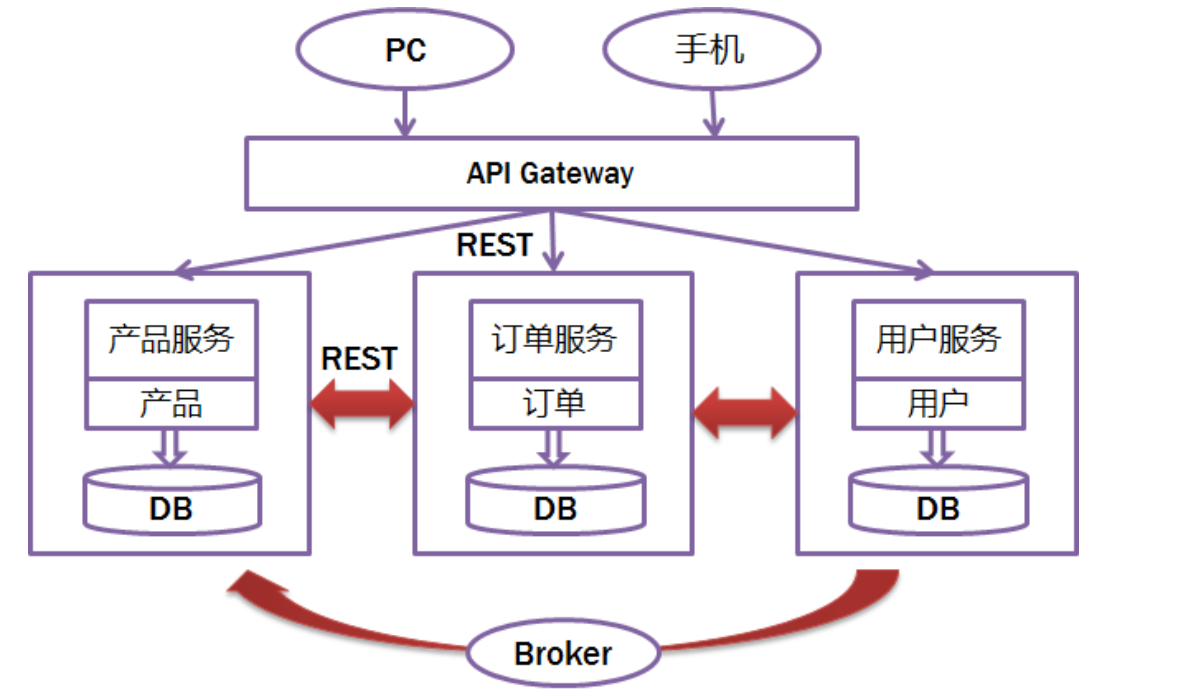 PC
手机
API Gateway
REST
产品服务
REST
订单服务
用户服务
产品
订单
用户
DB
DB
DB
Broker